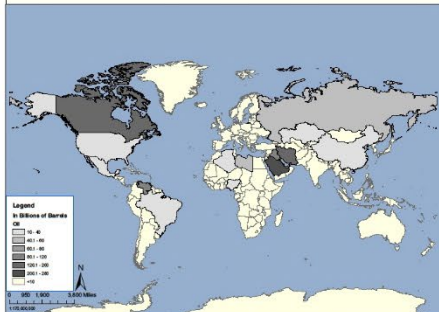 Legend
In Billions of Barrels
Oil
10 - 40
40.1 - 60
60.1 - 80
80.1 - 120
120.1 - 200
200.1 - 260
<10
N
0 950 1,900 3,800 Miles